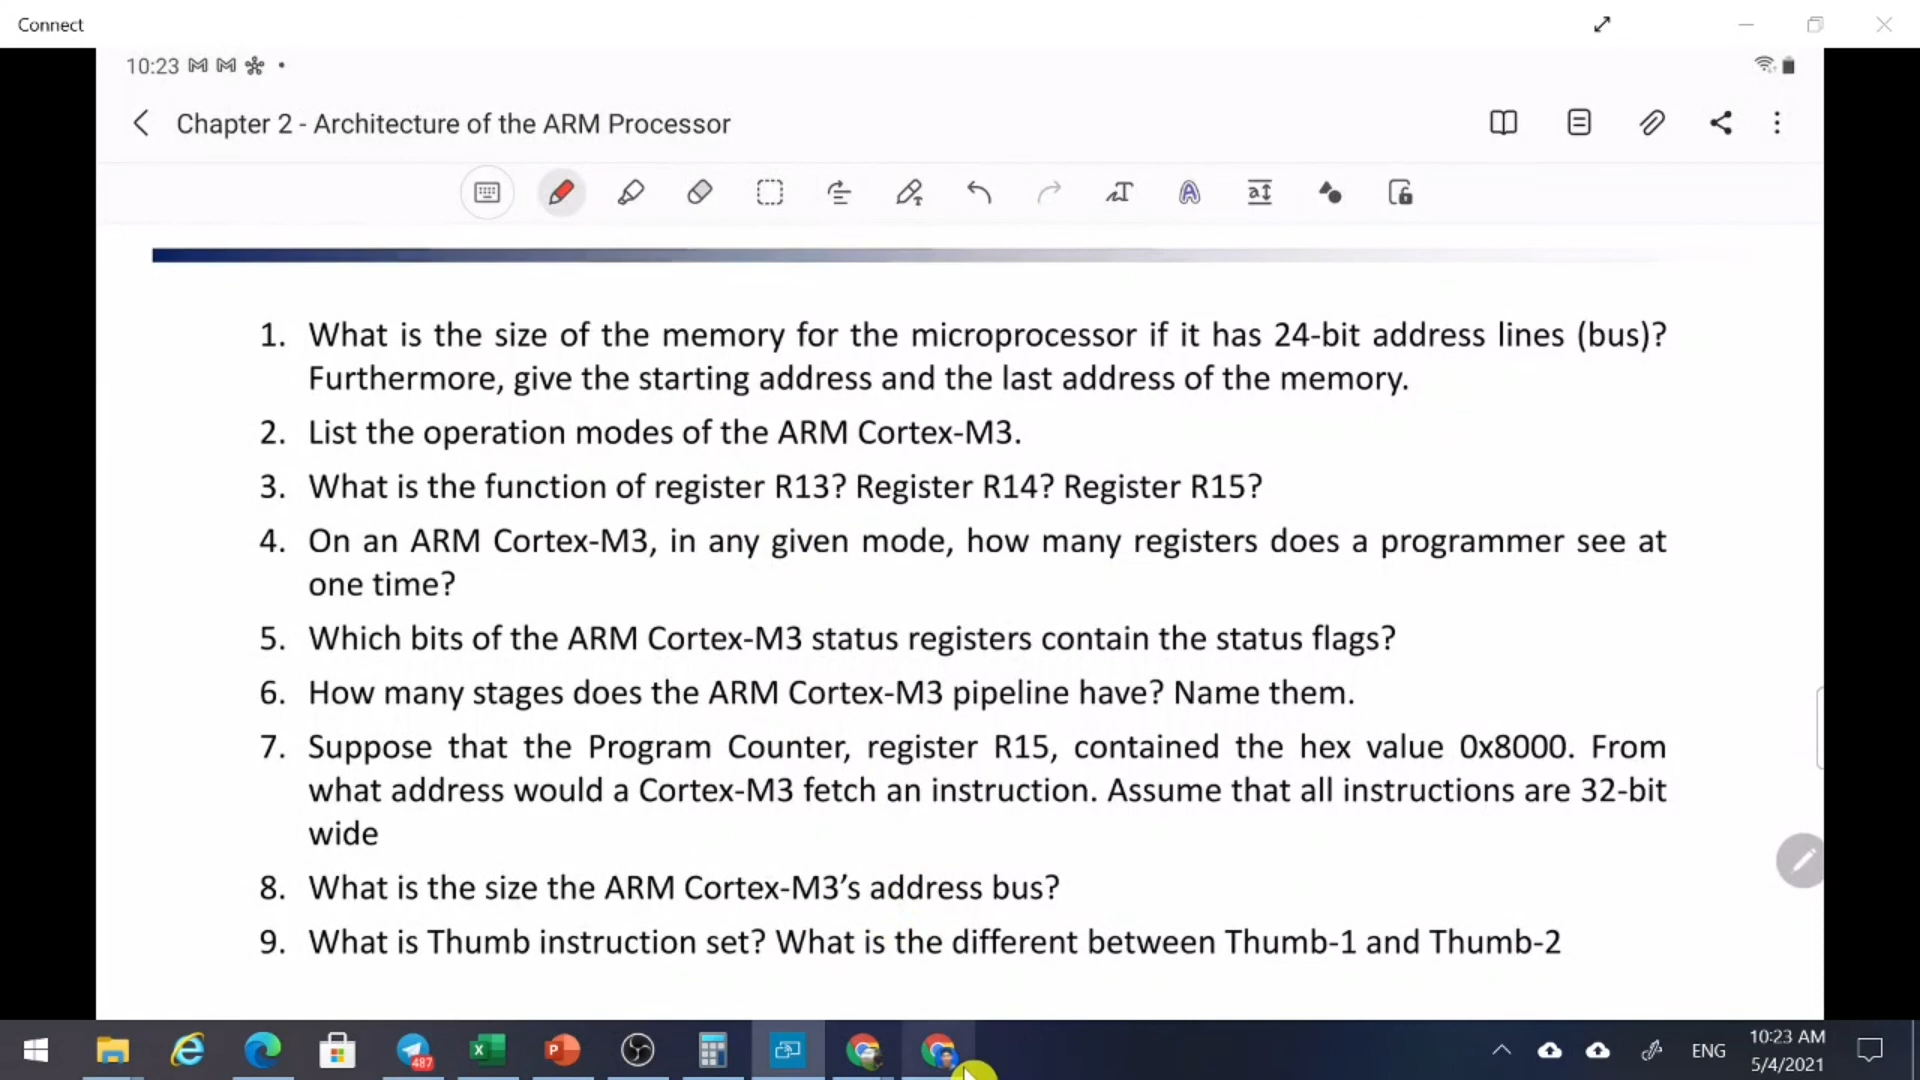 Connect
10:23
Chapter 2 - Architecture of the ARM Processor
1. What is the size of the memory for the microprocessor if it has 24-bit address lines (bus)?
Furthermore, give the starting address and the last address of the memory.
2. List the operation modes of the ARM Cortex-M3.
3. What is the function of register R13? Register R14? Register R15?
4. On an ARM Cortex-M3, in any given mode, how many registers does a programmer see at
one time?
5. Which bits of the ARM Cortex-M3 status registers contain the status flags?
6. How many stages does the ARM Cortex-M3 pipeline have? Name them.
7. Suppose that the Program Counter, register R15, contained the hex value 0x8000. From
what address would a Cortex-M3 fetch an instruction. Assume that all instructions are 32-bit
wide
8. What is the size the ARM Cortex-M3’s address bus?
9. What is Thumb instruction set? What is the different between Thumb-1 and Thumb-2
487
ENG
10:23 AM
5/4/2021